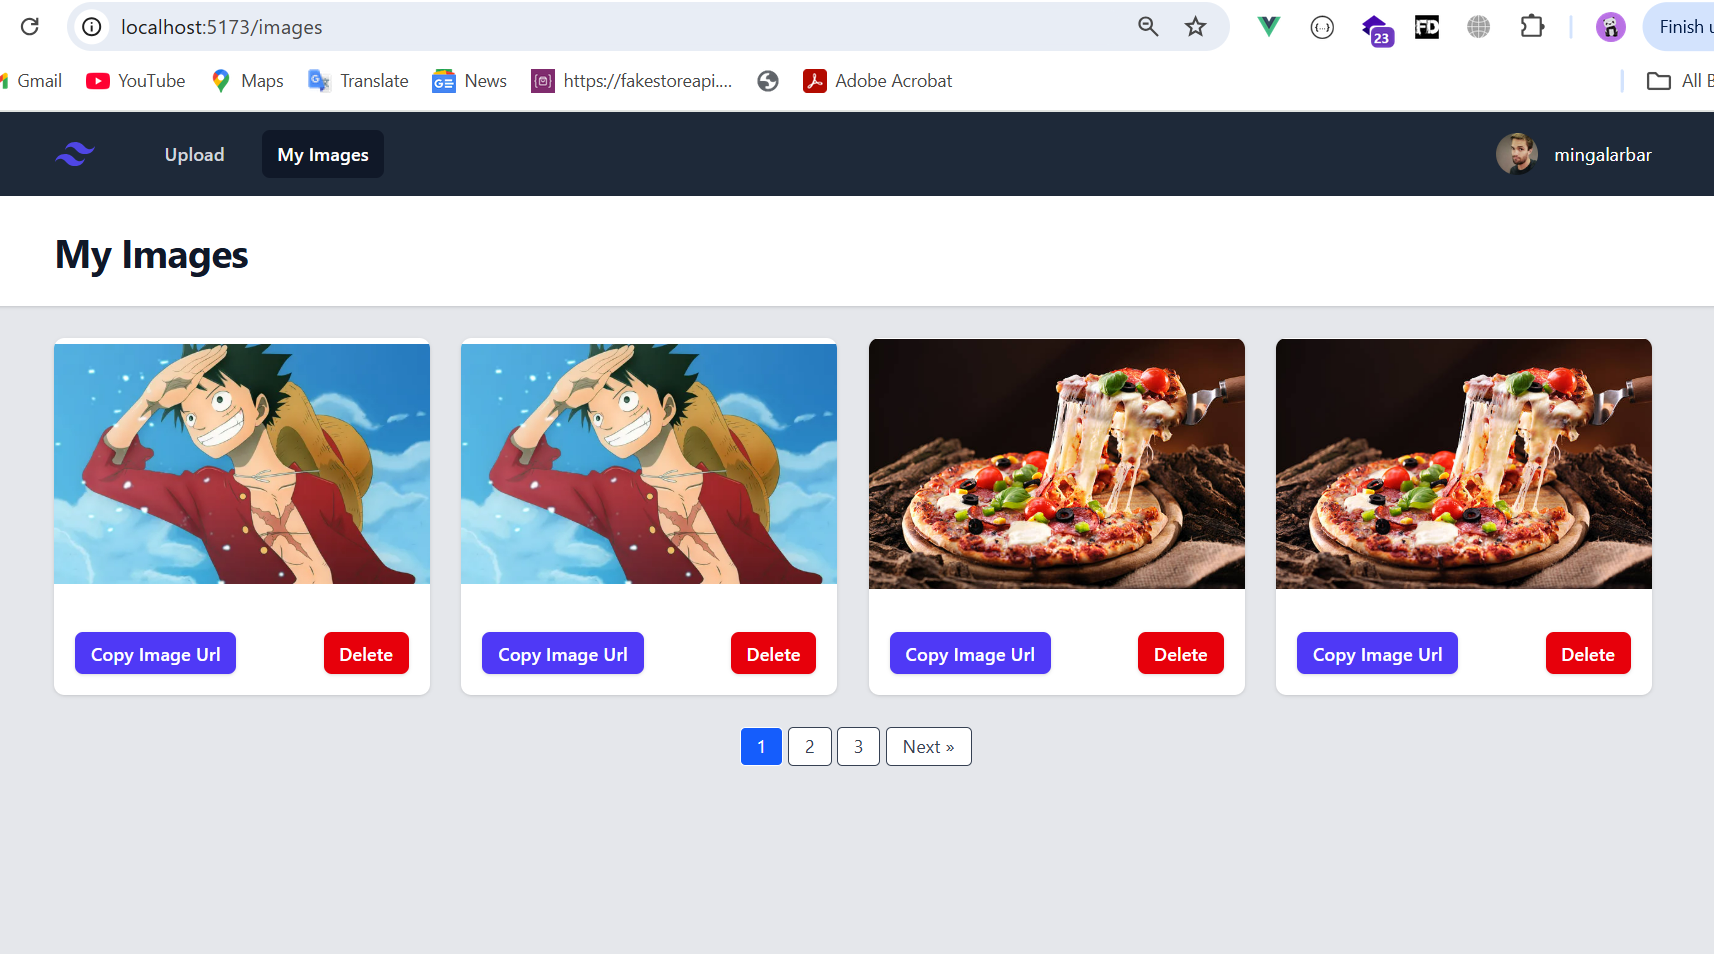 localhost:5173/images
23
FD
Finish u
Gmail
YouTube
Maps
Translate
News
https://fakestoreapi....
Adobe Acrobat
All B
Upload
My Images
mingalarbar
My Images
Copy Image Url
Delete
Copy Image Url
Delete
Copy Image Url
Delete
Copy Image Url
Delete
1
2
3
Next »